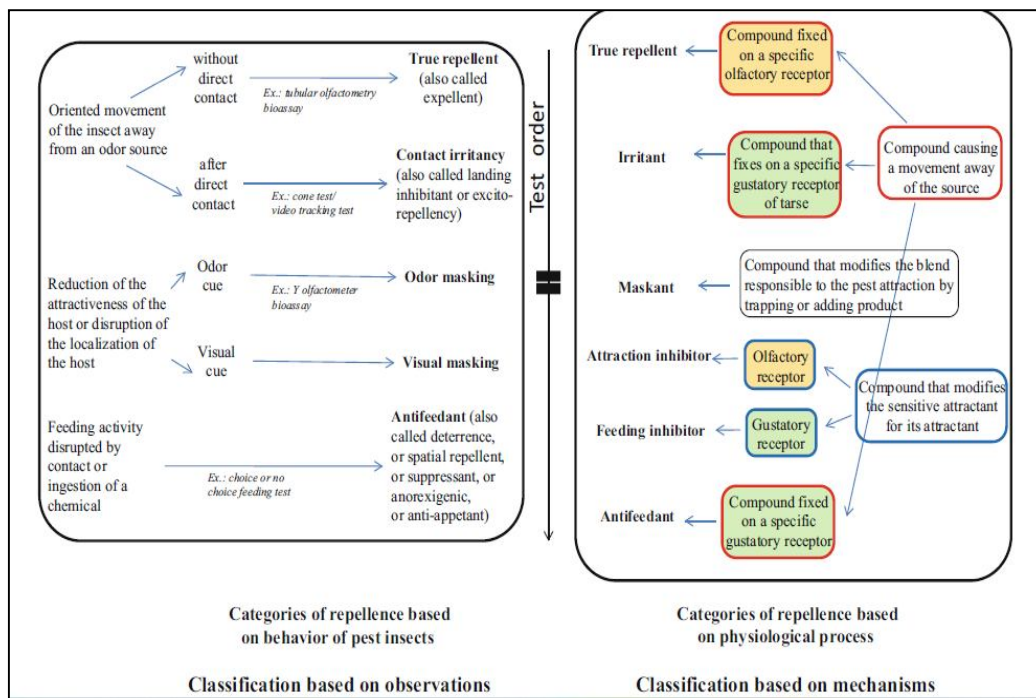 Oriented movement
of the insect away
from an odor source
without
direct
contact
Ex.: tubular olfactometry
bioassay
True repellent
(also called
expellent)
after
direct
contact
Ex.: cone test/
video tracking test
Contact irritancy
(also called landing
inhibitant or excito-
repellency)
Reduction of the
attractiveness of the
host or disruption of
the localization of
the host
Odor
cue
Ex.: Y olfactometer
bioassay
Odor masking
Visual
cue
Visual masking
Feeding activity
disrupted by
contact or
ingestion of a
chemical
Ex.: choice or no
choice feeding test
Antifeedant (also
called deterrence,
or spatial repellent,
or suppressant, or
anorexigenic,
or anti-appetant)
Test order
True repellent
Compound fixed
on a specific
olfactory receptor
Irritant
Compound that
fixes on a specific
gustatory receptor
of tarse
Compound causing
a movement away
of the source
Maskant
Compound that modifies the blend
responsible to the pest attraction by
trapping or adding product
Attraction inhibitor
Olfactory
receptor
Feeding inhibitor
Gustatory
receptor
Compound that modifies
the sensitive attractant
for its attractant
Antifeedant
Compound fixed
on a specific
gustatory receptor
Categories of repellence based
on behavior of pest insects
Classification based on observations
Categories of repellence based
on physiological process
Classification based on mechanisms